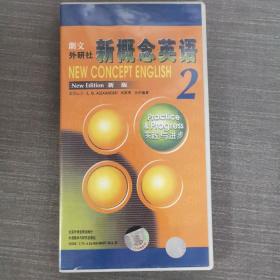 朗文
外研社
新概念英语
NEW CONCEPT ENGLISH
New Edition 新 版
2
L. G. ALEXANDER
Practice
& Progress
实践与进步